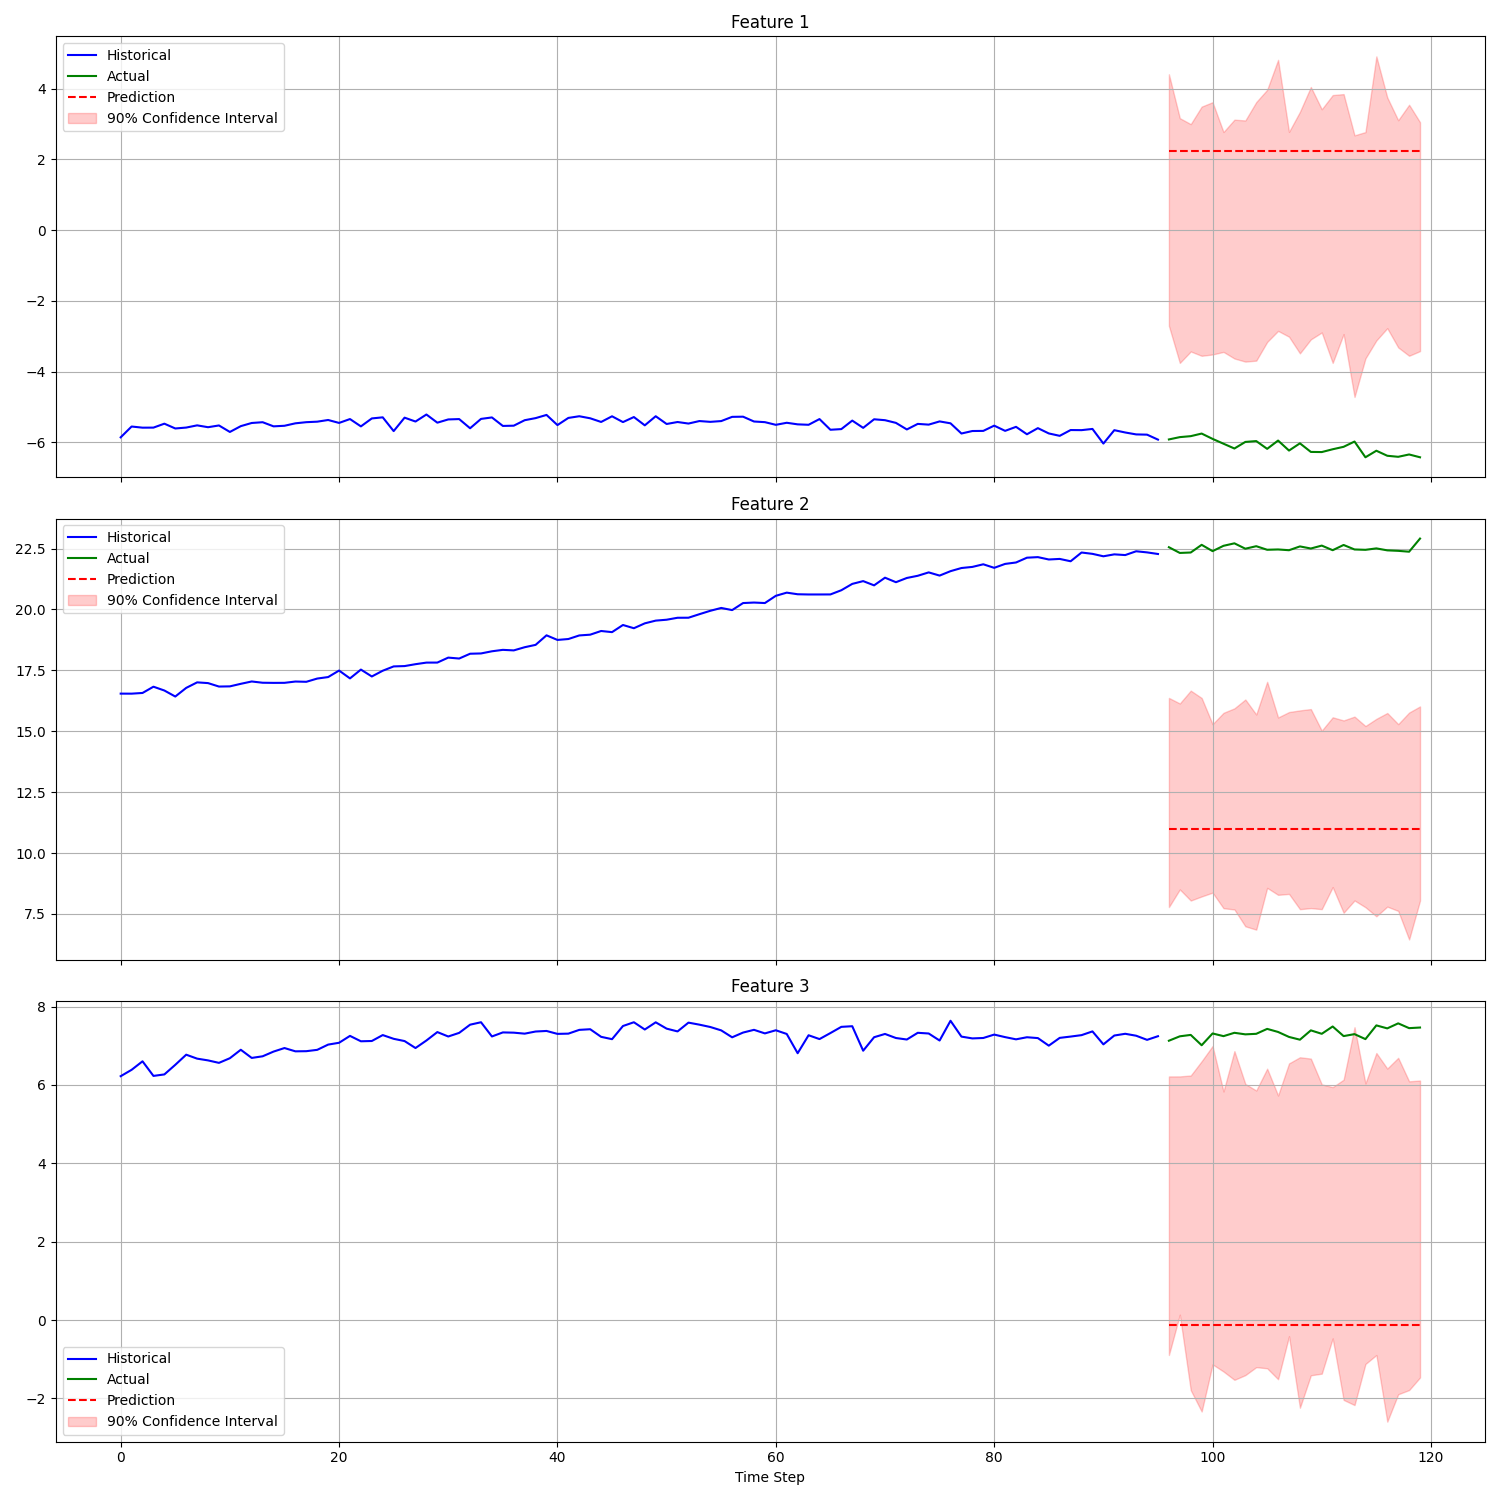 Feature 1
Historical
Actual
Prediction
90% Confidence Interval
4
2
0
−2
−4
−6
Feature 2
Historical
Actual
Prediction
90% Confidence Interval
22.5
20.0
17.5
15.0
12.5
10.0
7.5
Feature 3
8
6
4
2
0
−2
Historical
Actual
Prediction
90% Confidence Interval
0 20 40 60 80 100 120
Time Step